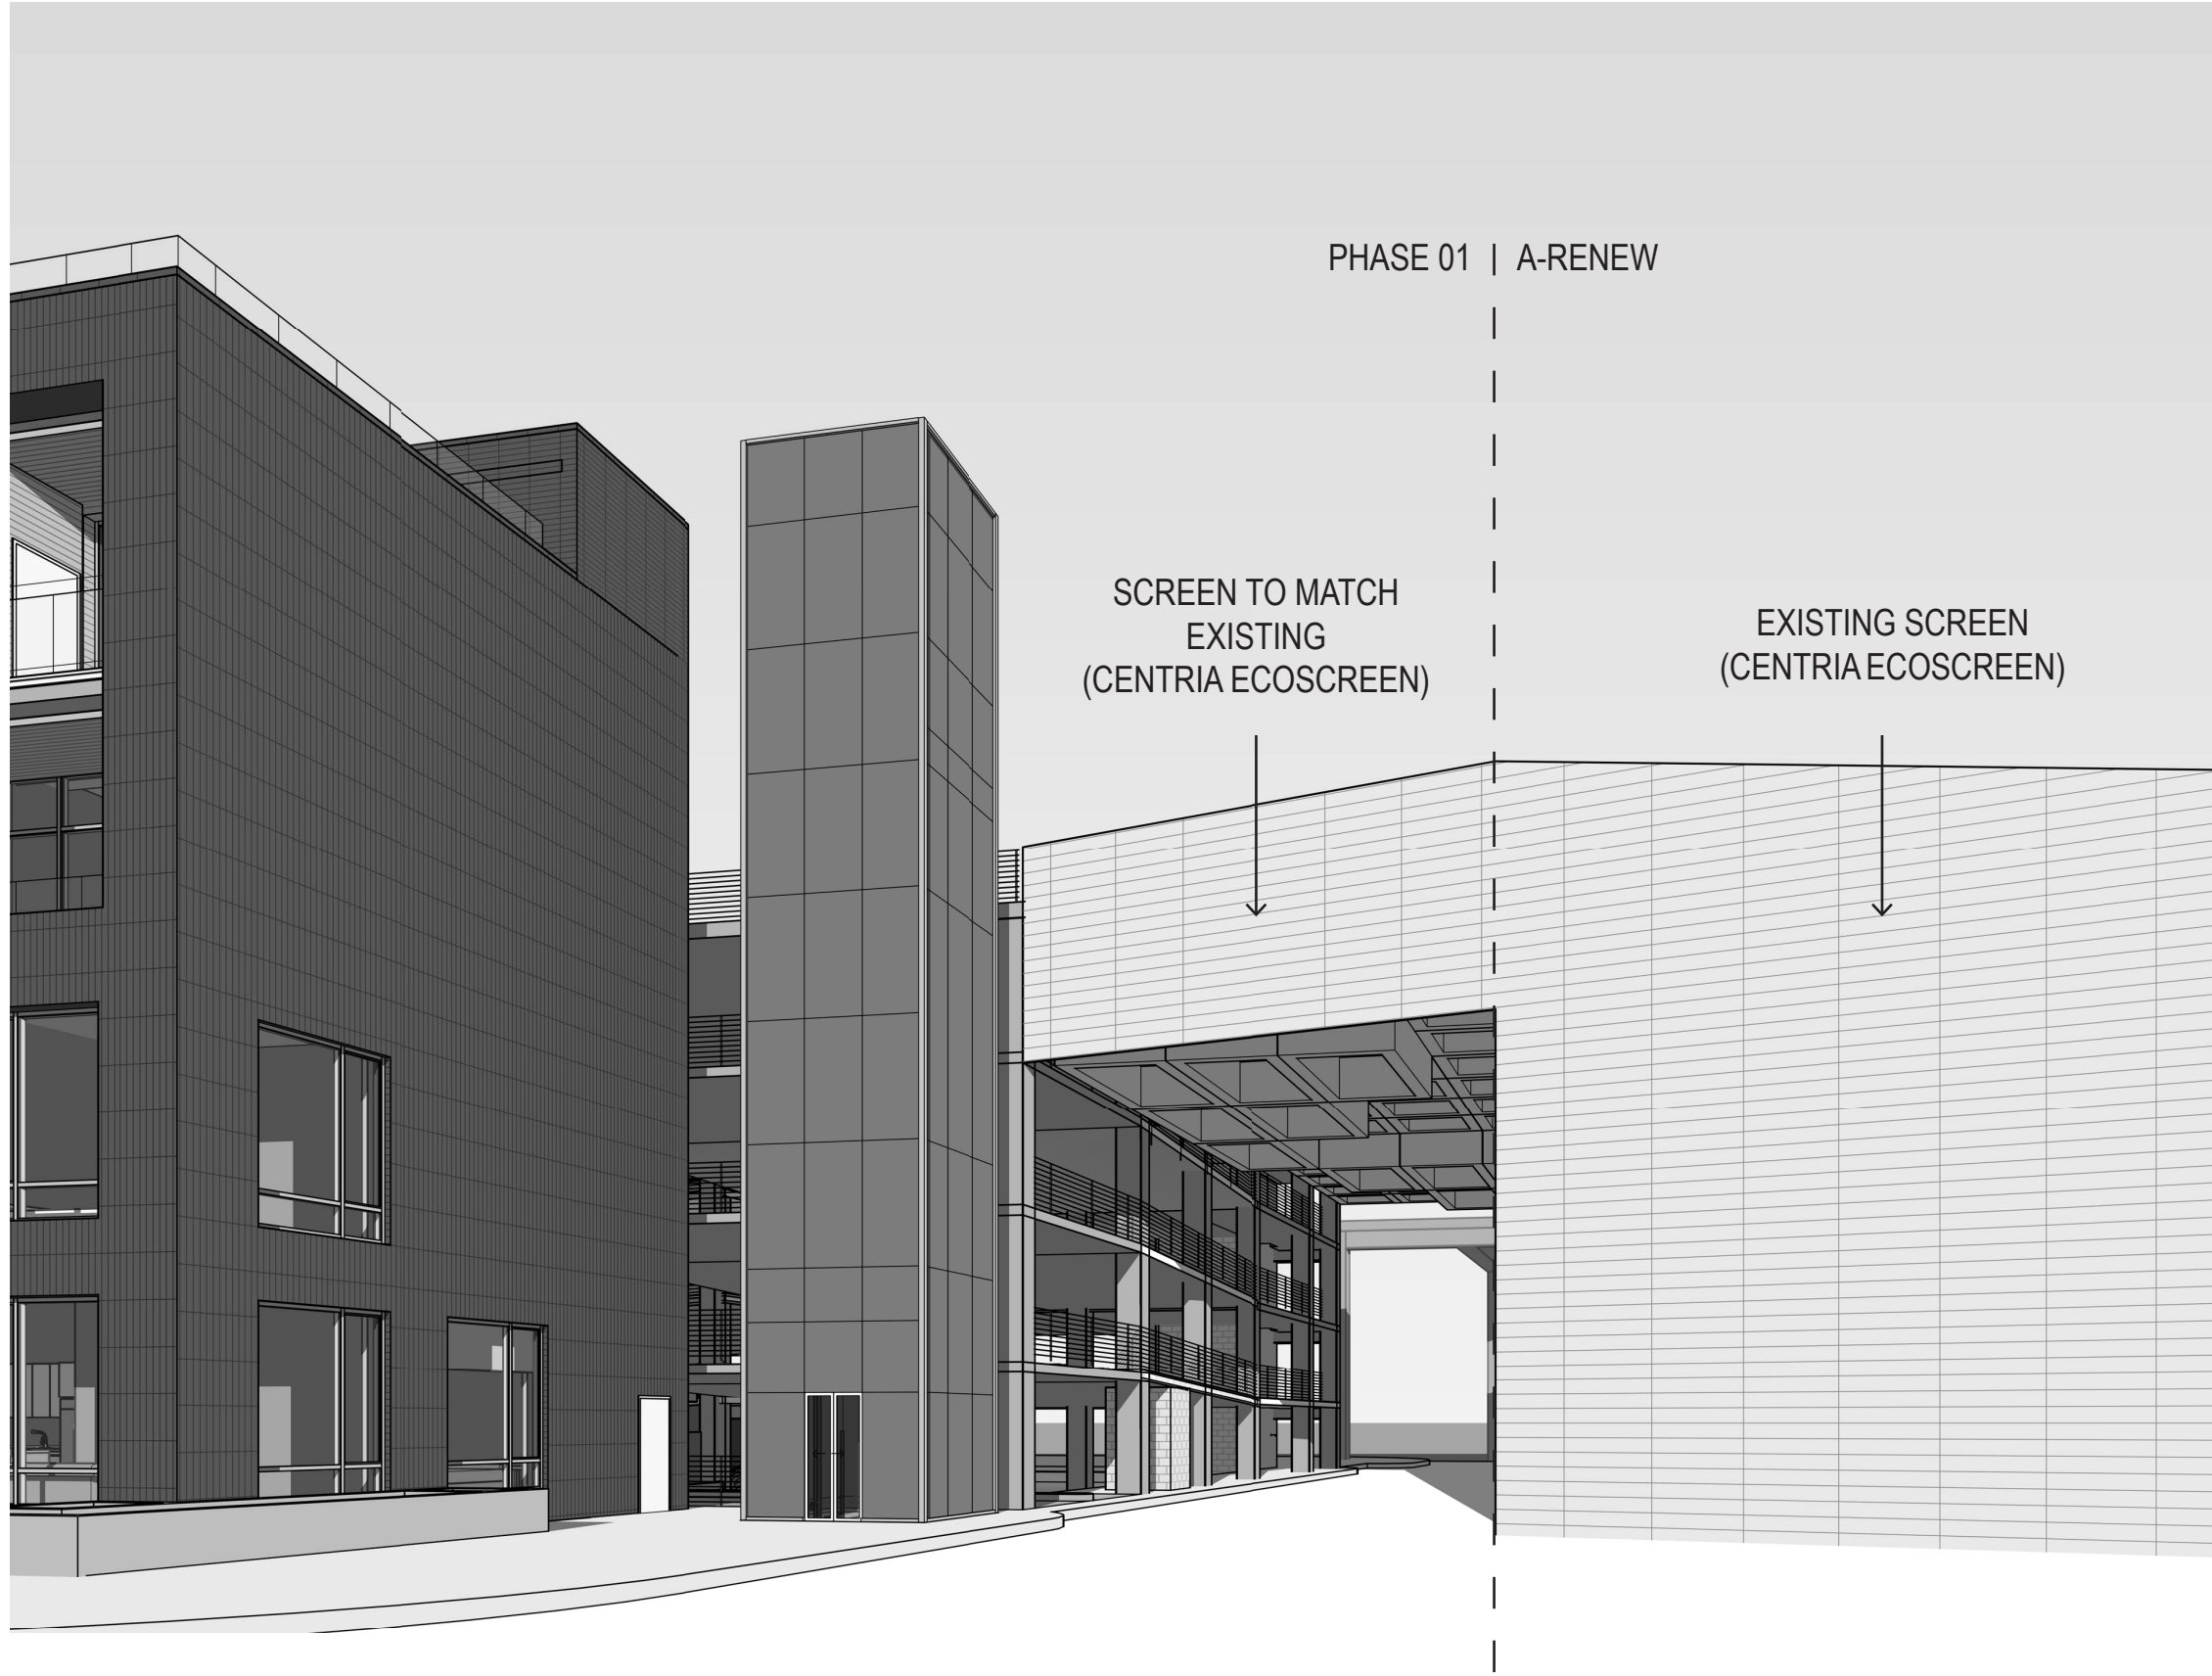 PHASE 01 | A-RENEW
SCREEN TO MATCH
EXISTING
(CENTRIA ECOSCREEN)
EXISTING SCREEN
(CENTRIA ECOSCREEN)